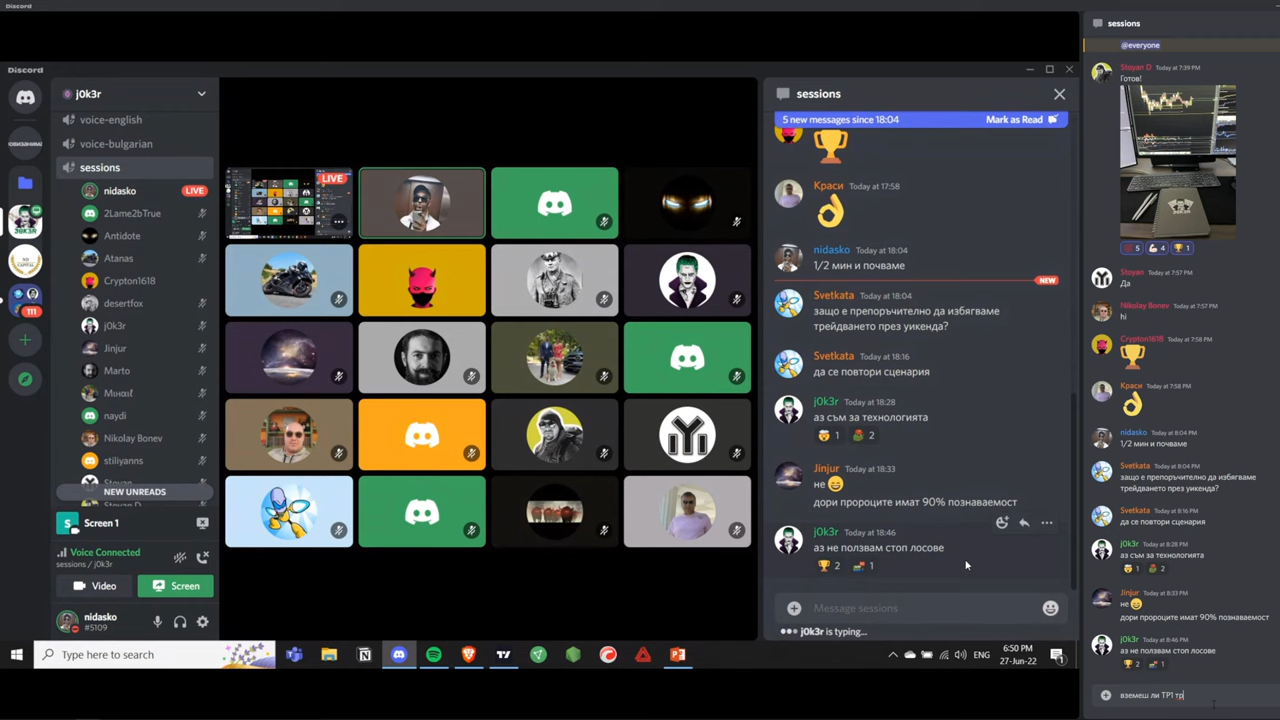 Discord
Discord
j0k3r
voice-english
voice-bulgarian
sessions
nidasko
LIVE
2Lame2bTrue
Antidote
Atanas
Crypton1618
desertfox
j0k3r
Jinjur
Marto
naydi
Nikolay Bonev
stiliyanns
NEW UNREADS
111
S
Screen 1
Voice Connected
sessions / j0k3r
Video
Screen
nidasko
#5109
LIVE
sessions
5 new messages since 18:04
Mark as Read
Краси Today at 17:58
nidasko Today at 18:04
1/2 мин и почваме
NEW
Svetkata Today at 18:04
защо е препоръчително да избягваме
трейдването през уикенда?
Svetkata Today at 18:16
да се повтори сценария
j0k3r Today at 18:28
аз съм за технологията
1 2
Jinjur Today at 18:33
не
дори пророците имат 90% познаваемост
j0k3r Today at 18:46
аз не ползвам стоп лосове
2 1
Message sessions
j0k3r is typing...
Type here to search
ENG
6:50 PM
27-Jun-22
1
sessions
@everyone
Stoyan D Today at 7:39 PM
Готов!
5 4 1
Stoyan Today at 7:57 PM
Да
Nikolay Bonev Today at 7:57 PM
hi
Crypton1618 Today at 7:58 PM
Краси Today at 7:58 PM
nidasko Today at 8:04 PM
1/2 мин и почваме
Svetkata Today at 8:04 PM
защо е препоръчително да избягваме
трейдването през уикенда?
Svetkata Today at 8:16 PM
да се повтори сценария
j0k3r Today at 8:28 PM
аз съм за технологията
1 2
Jinjur Today at 8:33 PM
не
дори пророците имат 90% познаваемост
j0k3r Today at 8:46 PM
аз не ползвам стоп лосове
2 1
вземеш ли TP1 тр